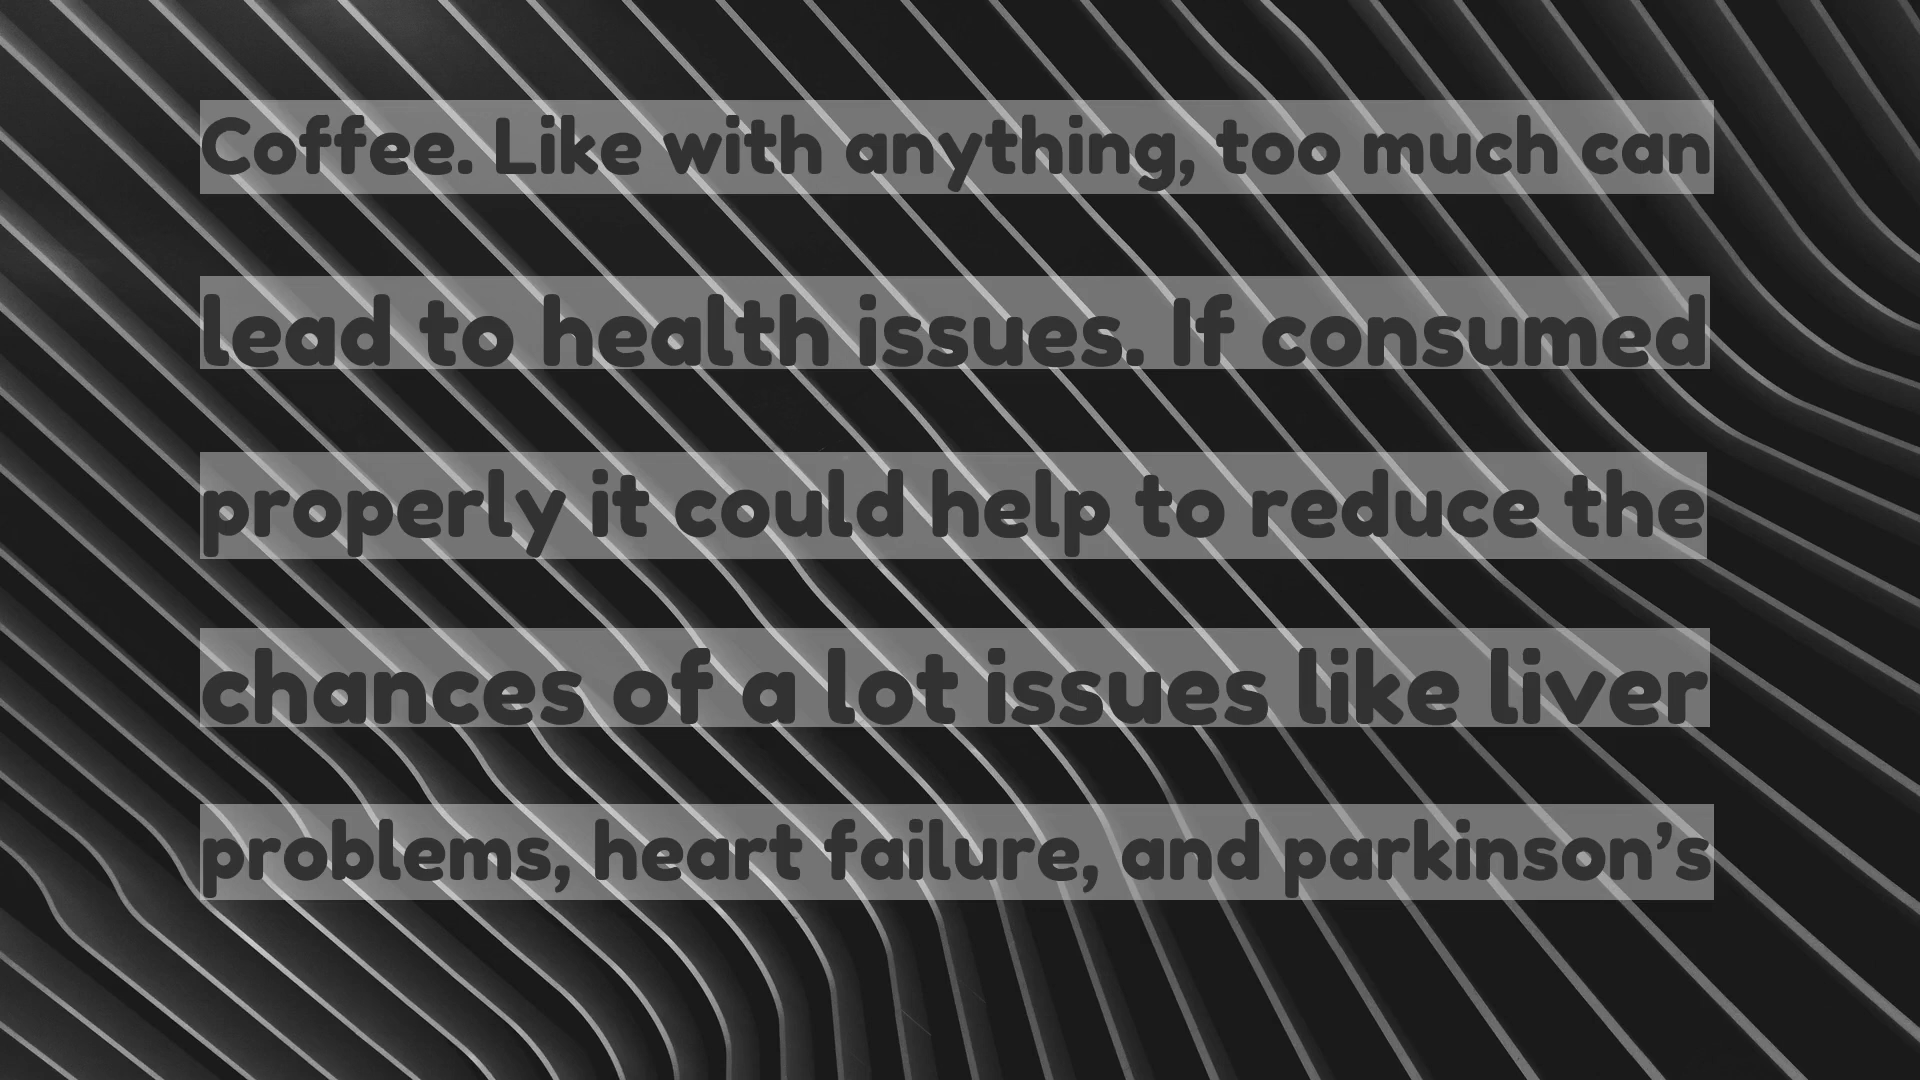 Coffee. Like with anything, too much can
lead to health issues. If consumed
properly it could help to reduce the
chances of a lot issues like liver
problems, heart failure, and parkinson’s